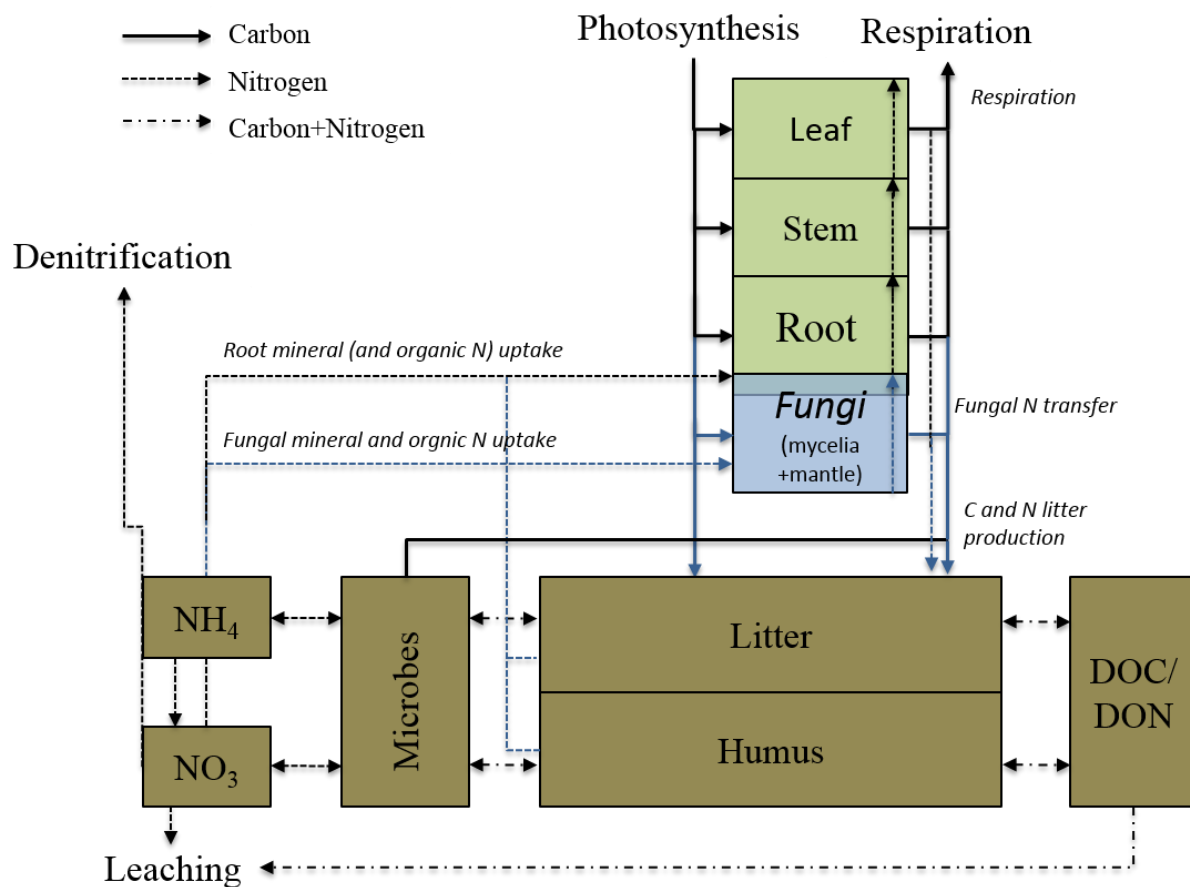 Carbon
Nitrogen
Carbon+Nitrogen
Photosynthesis
Respiration
Respiration
Leaf
Stem
Denitrification
Root
Root mineral (and organic N) uptake
Fungi
(mycelia
+mantle)
Fungal N transfer
Fungal mineral and orgnic N uptake
C and N litter
production
NH₄
Microbes
Litter
DOC/
DON
NO₃
Humus
Leaching